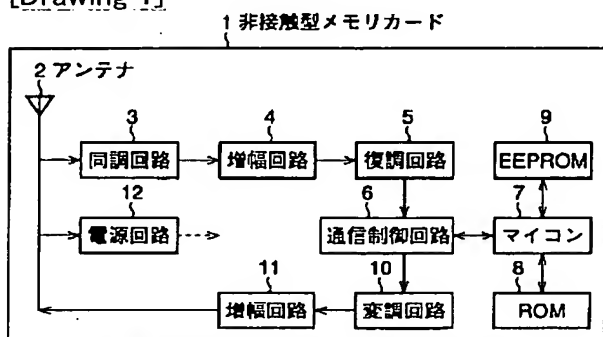 [Drawing 1]
1 非接触型メモリカード
2 アンテナ
3 4 5 9
同調回路 増幅回路 復調回路 EEPROM
12 6 7
電源回路 通信制御回路 マイコン
11 10 8
増幅回路 変調回路 ROM